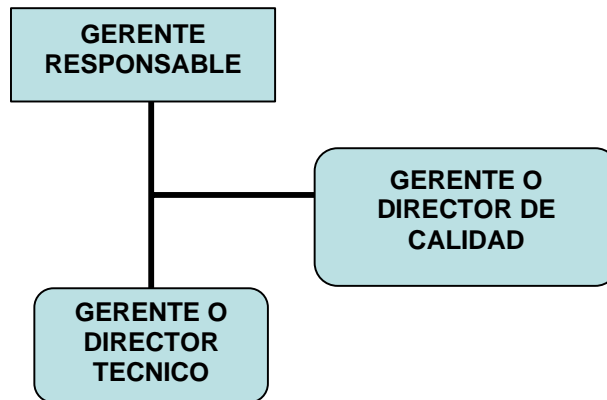 GERENTE
RESPONSABLE
GERENTE O
DIRECTOR DE
CALIDAD
GERENTE O
DIRECTOR
TECNICO